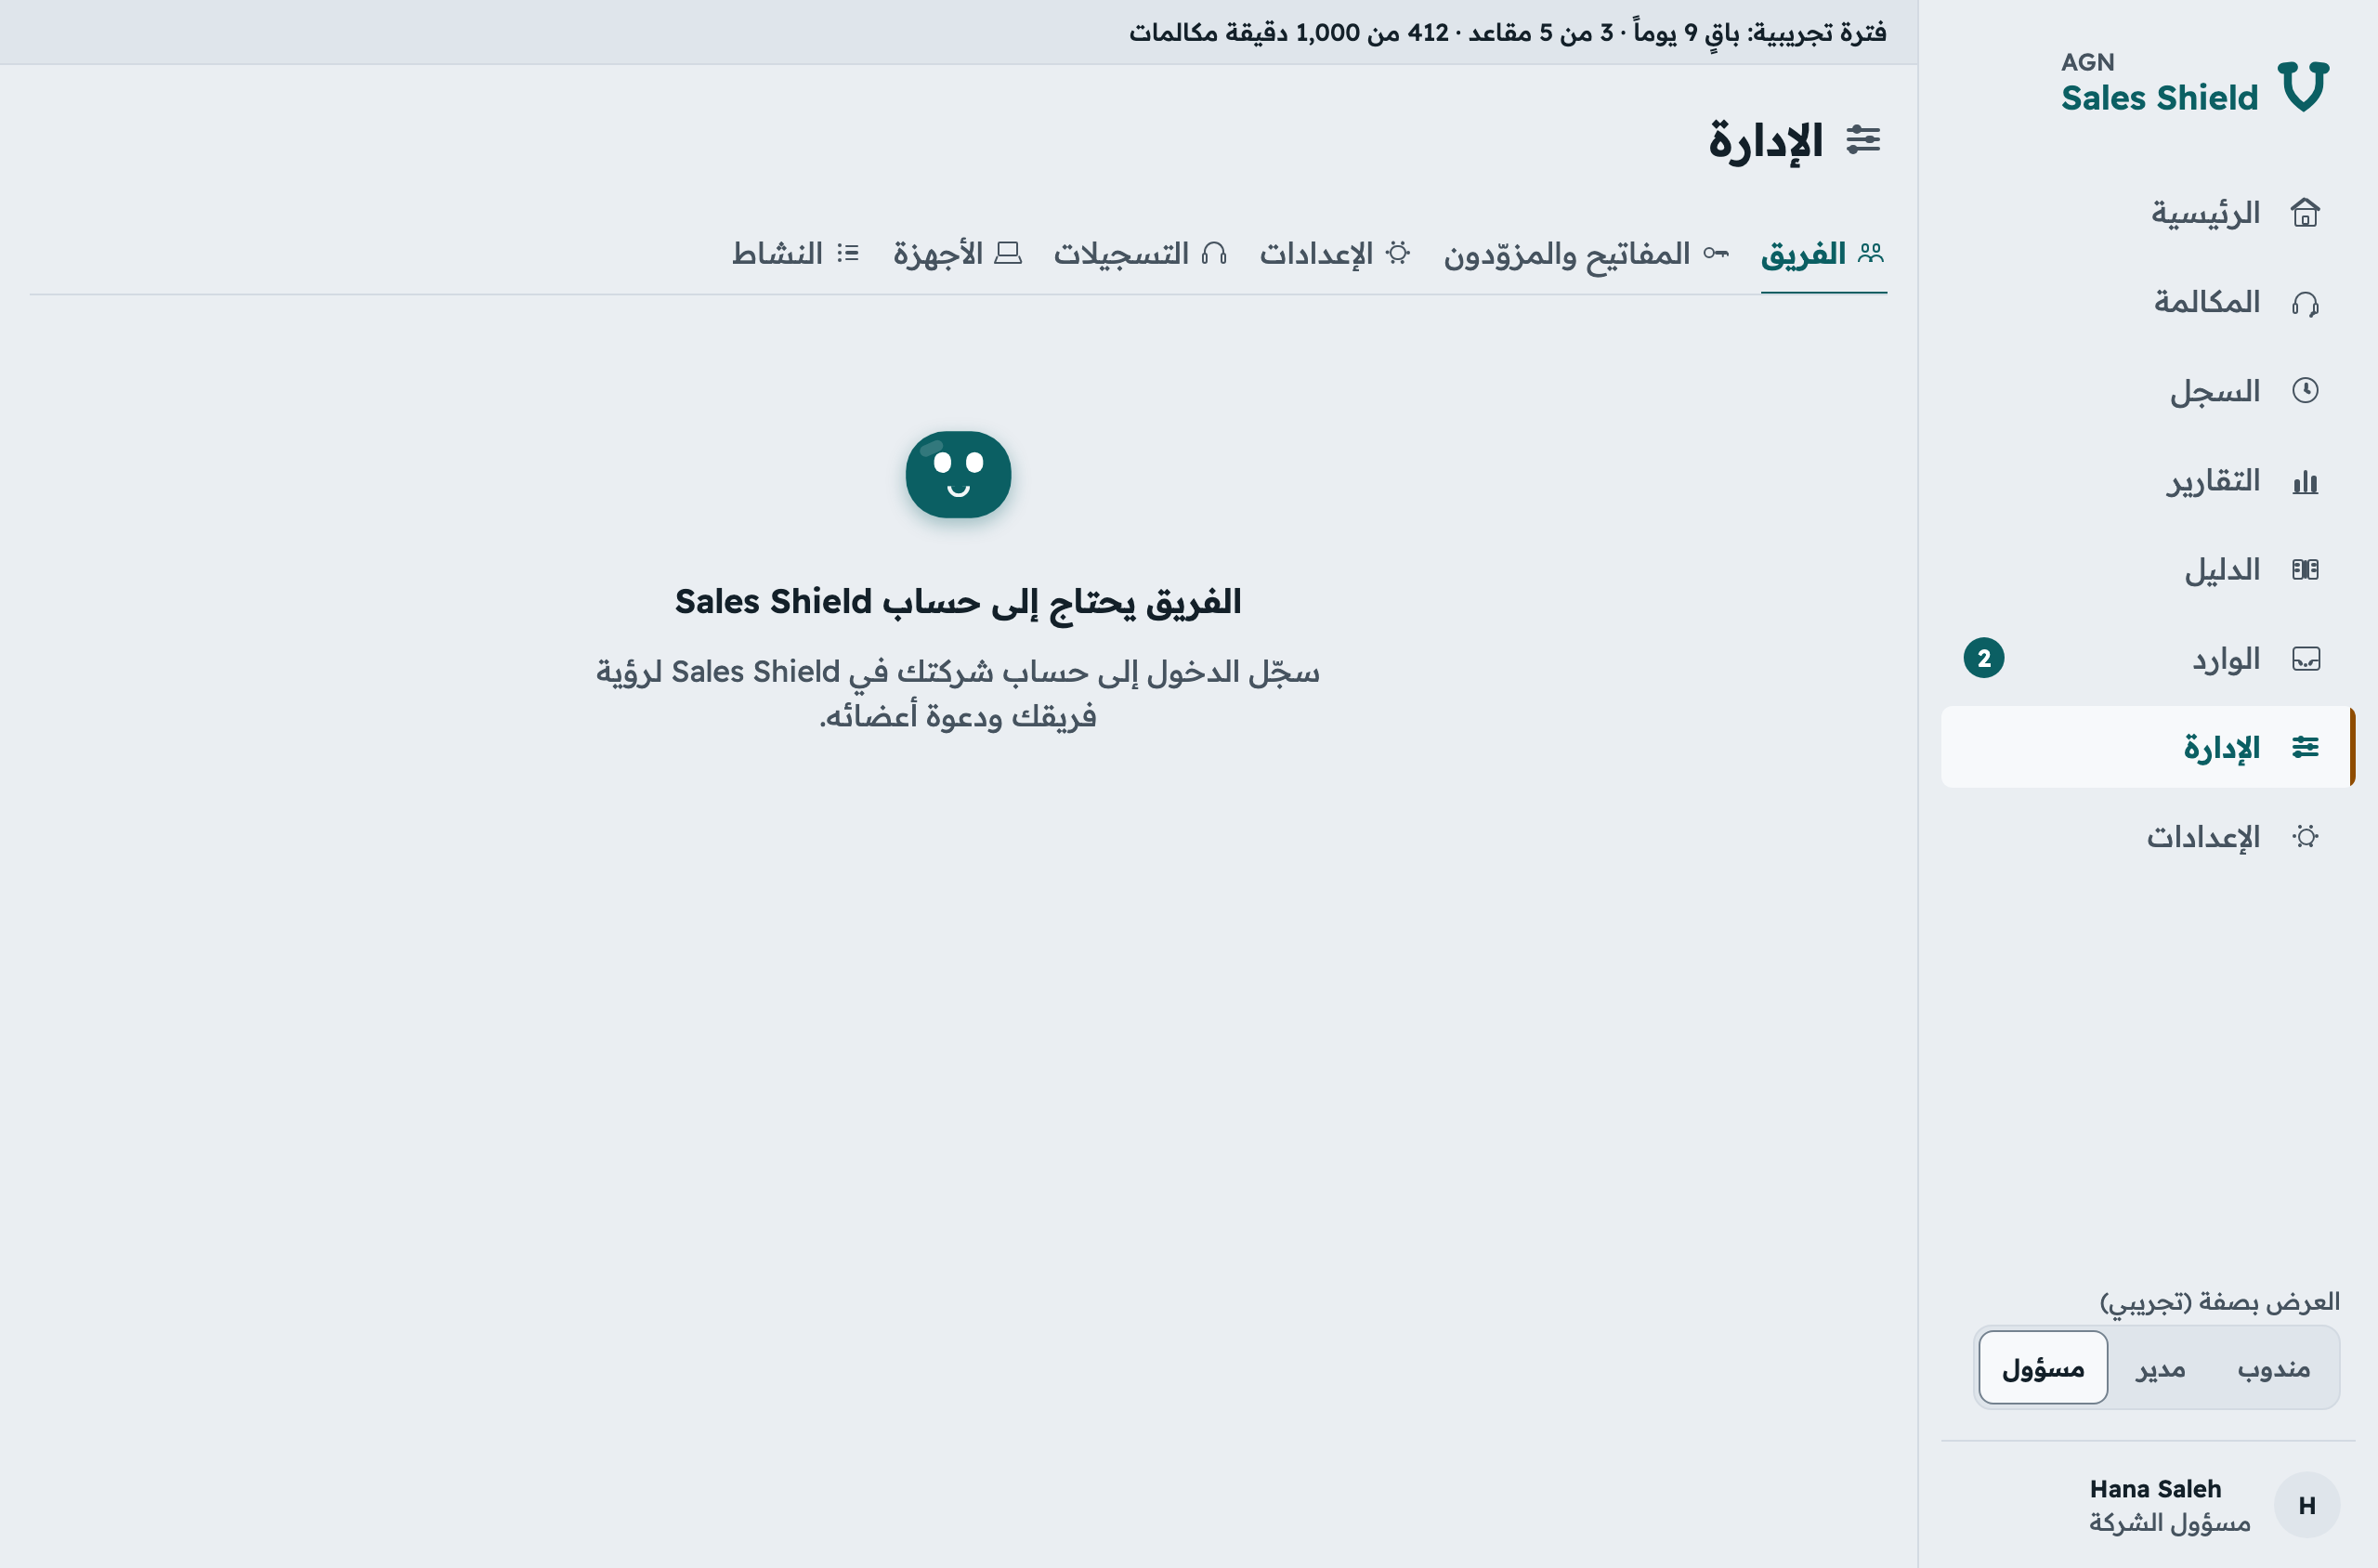 فترة تجريبية: باقٍ 9 يوماً · 3 من 5 مقاعد · 412 من 1,000 دقيقة مكالمات
AGN
Sales Shield
الرئيسية
المكالمة
السجل
التقارير
الدليل
الوارد
2
الإدارة
الإعدادات
العرض بصفة (تجريبي)
مندوب
مدير
مسؤول
H
Hana Saleh
مسؤول الشركة
الإدارة
الفريق
المفاتيح والمزوّدون
الإعدادات
التسجيلات
الأجهزة
النشاط
الفريق يحتاج إلى حساب Sales Shield
سجّل الدخول إلى حساب شركتك في Sales Shield لرؤية
فريقك ودعوة أعضائه.